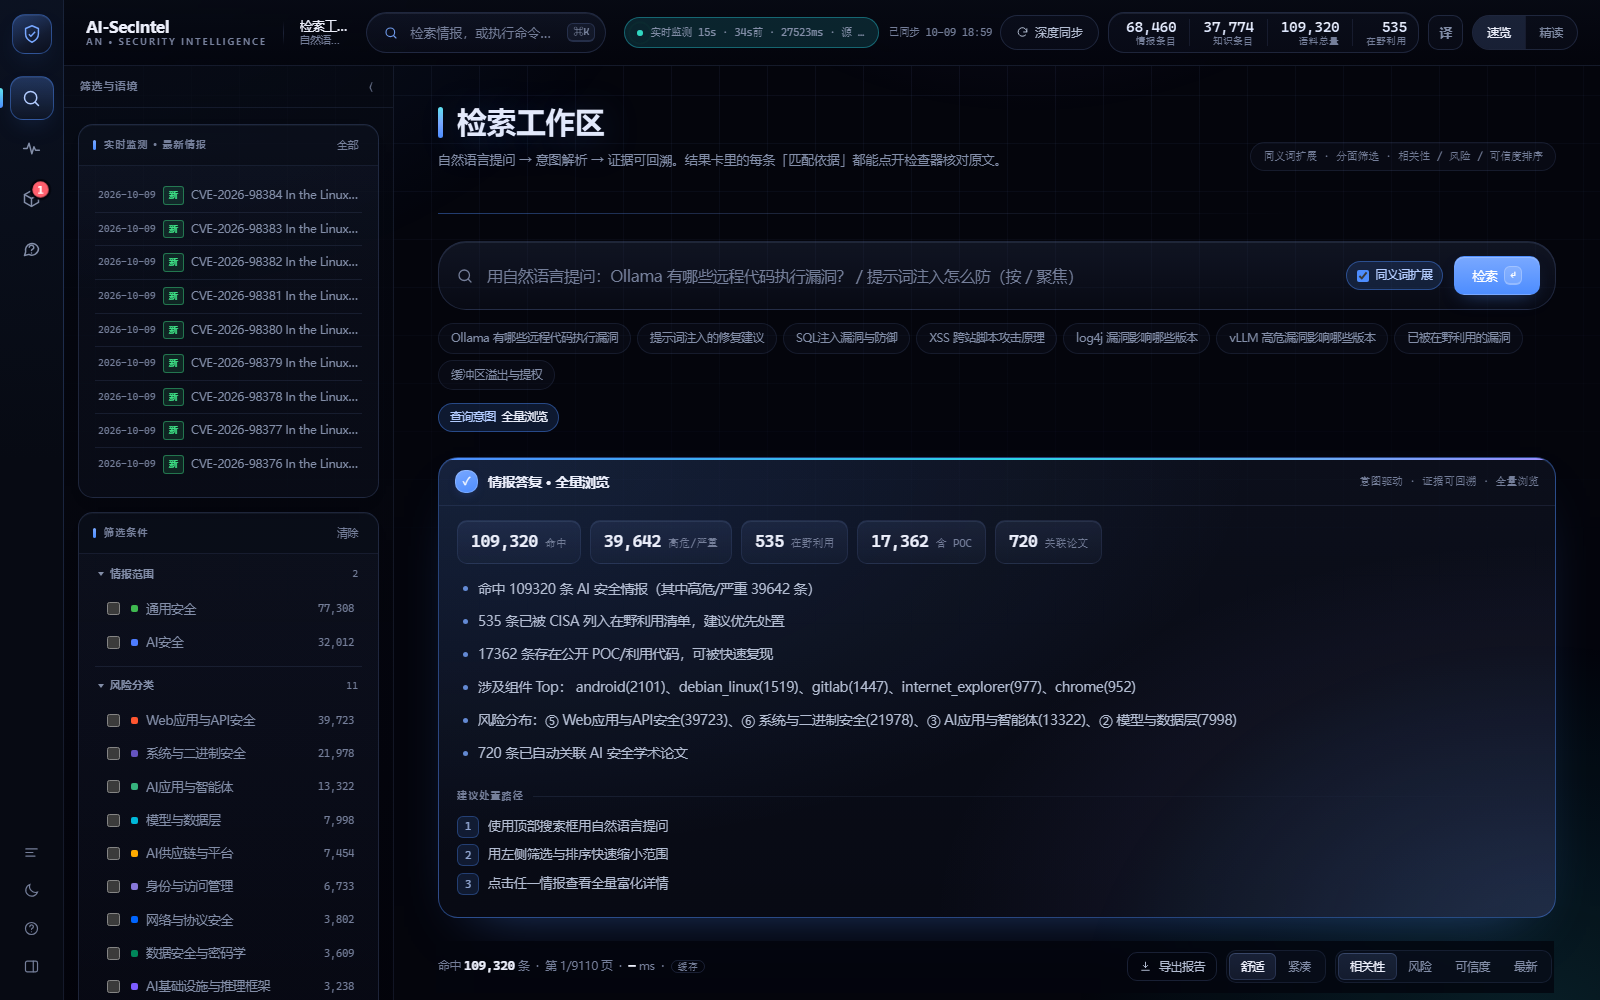 AI-SecIntel
AN • SECURITY INTELLIGENCE
检索工...
自然语...
检索情报，或执行命令...
⌘K
实时监测 15s · 34s前 · 27523ms · 源 …
已同步 10-09 18:59
深度同步
68,460
情报条目
37,774
知识条目
109,320
语料总量
535
在野利用
译
速览
精读
筛选与语境
1
实时监测 • 最新情报
全部
2026-10-09 新 CVE-2026-98384 In the Linux...
2026-10-09 新 CVE-2026-98383 In the Linux...
2026-10-09 新 CVE-2026-98382 In the Linux...
2026-10-09 新 CVE-2026-98381 In the Linux...
2026-10-09 新 CVE-2026-98380 In the Linux...
2026-10-09 新 CVE-2026-98379 In the Linux...
2026-10-09 新 CVE-2026-98378 In the Linux...
2026-10-09 新 CVE-2026-98377 In the Linux...
2026-10-09 新 CVE-2026-98376 In the Linux...
筛选条件
清除
情报范围 2
通用安全 77,308
AI安全 32,012
风险分类 11
Web应用与API安全 39,723
系统与二进制安全 21,978
AI应用与智能体 13,322
模型与数据层 7,998
AI供应链与平台 7,454
身份与访问管理 6,733
网络与协议安全 3,802
数据安全与密码学 3,609
AI基础设施与推理框架 3,238
检索工作区
自然语言提问 → 意图解析 → 证据可回溯。结果卡里的每条「匹配依据」都能点开检查器核对原文。
同义词扩展 · 分面筛选 · 相关性 / 风险 / 可信度排序
用自然语言提问：Ollama 有哪些远程代码执行漏洞？ / 提示词注入怎么防（按 / 聚焦）
同义词扩展
检索
Ollama 有哪些远程代码执行漏洞
提示词注入的修复建议
SQL注入漏洞与防御
XSS 跨站脚本攻击原理
log4j 漏洞影响哪些版本
vLLM 高危漏洞影响哪些版本
已被在野利用的漏洞
缓冲区溢出与提权
查询意图 全量浏览
情报答复 • 全量浏览
意图驱动 · 证据可回溯 · 全量浏览
109,320 命中
39,642 高危/严重
535 在野利用
17,362 含 POC
720 关联论文
命中 109320 条 AI 安全情报（其中高危/严重 39642 条）
535 条已被 CISA 列入在野利用清单，建议优先处置
17362 条存在公开 POC/利用代码，可被快速复现
涉及组件 Top： android(2101)、debian_linux(1519)、gitlab(1447)、internet_explorer(977)、chrome(952)
风险分布：⑤ Web应用与API安全(39723)、⑥ 系统与二进制安全(21978)、③ AI应用与智能体(13322)、② 模型与数据层(7998)
720 条已自动关联 AI 安全学术论文
建议处置路径
1 使用顶部搜索框用自然语言提问
2 用左侧筛选与排序快速缩小范围
3 点击任一情报查看全量富化详情
命中 109,320 条 · 第 1/9110 页 · — ms · 缓存
导出报告
舒适
紧凑
相关性
风险
可信度
最新